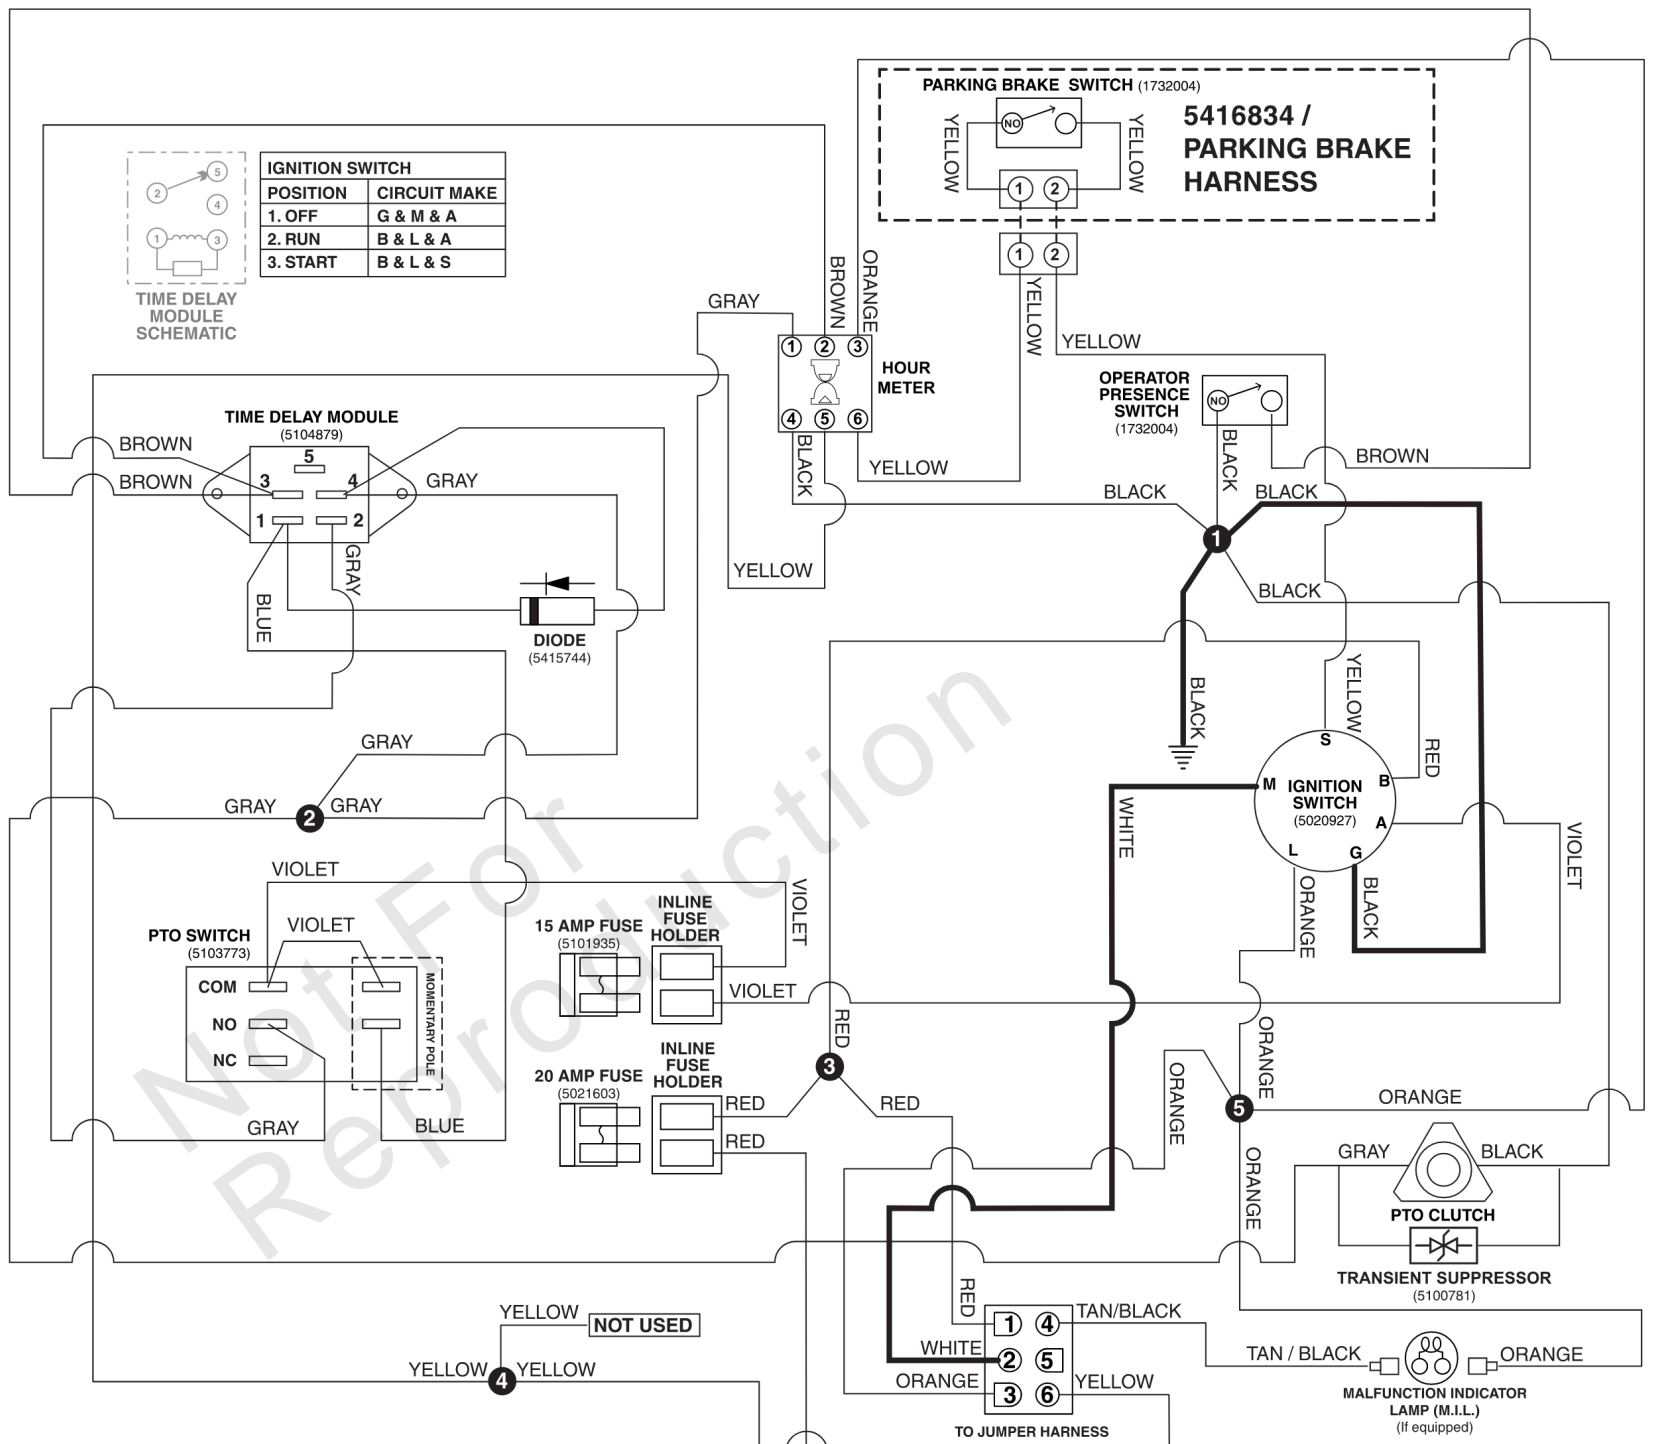 PARKING BRAKE SWITCH (1732004)
NO
YELLOW
YELLOW
1 2
5416834 /
PARKING BRAKE
HARNESS
1 2
YELLOW
YELLOW
IGNITION SWITCH
POSITION CIRCUIT MAKE
1. OFF G & M & A
2. RUN B & L & A
3. START B & L & S
5
2
4
1 3
TIME DELAY
MODULE
SCHEMATIC
GRAY
BROWN
ORANGE
1 2 3
HOUR
METER
4 5 6
BLACK
YELLOW
YELLOW
OPERATOR
PRESENCE
SWITCH
(1732004)
NO
BLACK
BROWN
BLACK
BLACK
1
BLACK
BLACK
TIME DELAY MODULE
(5104879)
BROWN
BROWN
5
3 4
1 2
GRAY
GRAY
BLUE
DIODE
(5415744)
GRAY
GRAY
2
GRAY
YELLOW
RED
S
M
B
A
L
G
IGNITION
SWITCH
(5020927)
WHITE
VIOLET
ORANGE
BLACK
VIOLET
VIOLET
VIOLET
PTO SWITCH
(5103773)
COM
NO
NC
MOMENTARY POLE
GRAY
BLUE
15 AMP FUSE
(5101935)
INLINE
FUSE
HOLDER
VIOLET
20 AMP FUSE
(5021603)
INLINE
FUSE
HOLDER
RED
RED
RED
3
RED
ORANGE
ORANGE
5
ORANGE
ORANGE
GRAY
BLACK
PTO CLUTCH
TRANSIENT SUPPRESSOR
(5100781)
YELLOW
NOT USED
YELLOW
4
YELLOW
RED
WHITE
ORANGE
1 4
2 5
3 6
TAN/BLACK
YELLOW
TO JUMPER HARNESS
TAN / BLACK
ORANGE
MALFUNCTION INDICATOR
LAMP (M.I.L.)
(If equipped)
Not For
Reproduction